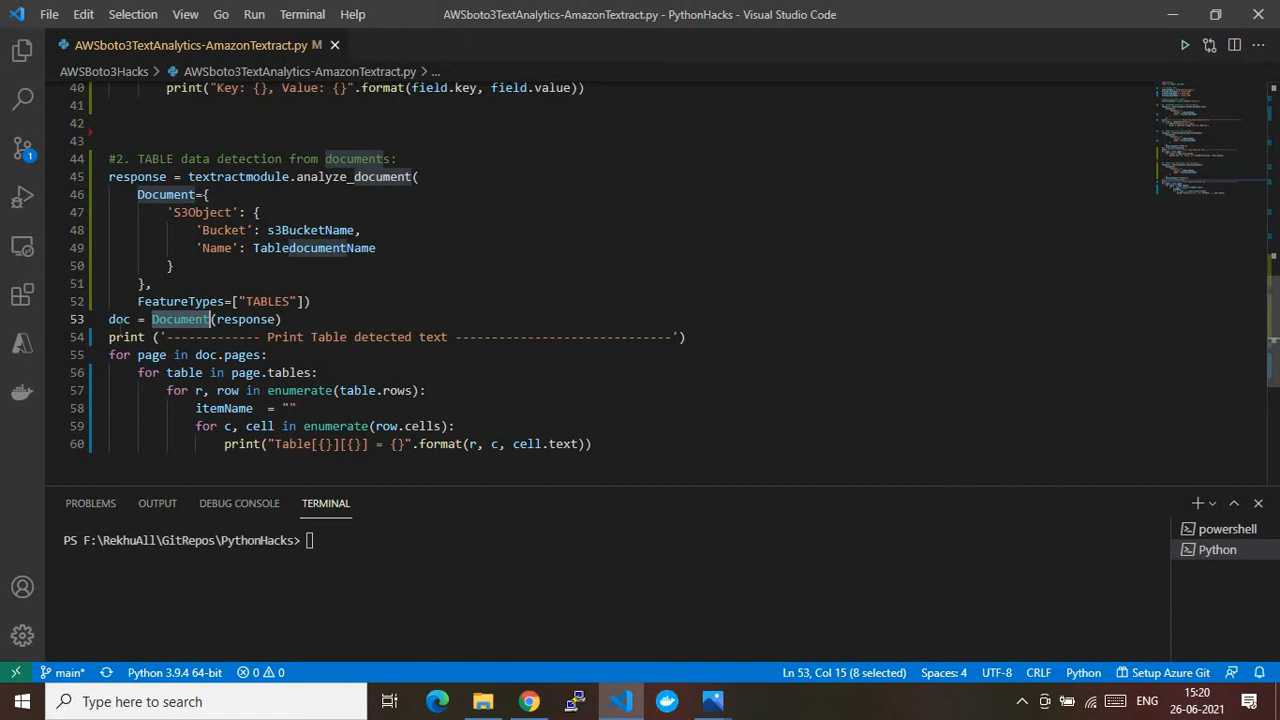 File Edit Selection View Go Run Terminal Help AWSboto3TextAnalytics-AmazonTextract.py - PythonHacks - Visual Studio Code
AWSboto3TextAnalytics-AmazonTextract.py M
AWSBoto3Hacks > AWSboto3TextAnalytics-AmazonTextract.py > ...
40 print("Key: {}, Value: {}".format(field.key, field.value))
41
42
43
44 #2. TABLE data detection from documents:
45 response = textractmodule.analyze_document(
46 Document={
47 'S3Object': {
48 'Bucket': s3BucketName,
49 'Name': TabledocumentName
50 }
51 },
52 FeatureTypes=["TABLES"])
53 doc = Document(response)
54 print ('------------- Print Table detected text ------------------------------')
55 for page in doc.pages:
56 for table in page.tables:
57 for r, row in enumerate(table.rows):
58 itemName  = ""
59 for c, cell in enumerate(row.cells):
60 print("Table[{}][{}] = {}".format(r, c, cell.text))
PROBLEMS OUTPUT DEBUG CONSOLE TERMINAL
powershell
PS F:\RekhuAll\GitRepos\PythonHacks>
Python
1
main* Python 3.9.4 64-bit 0 0 Ln 53, Col 15 (8 selected) Spaces: 4 UTF-8 CRLF Python Setup Azure Git
Type here to search
ENG
15:20
26-06-2021